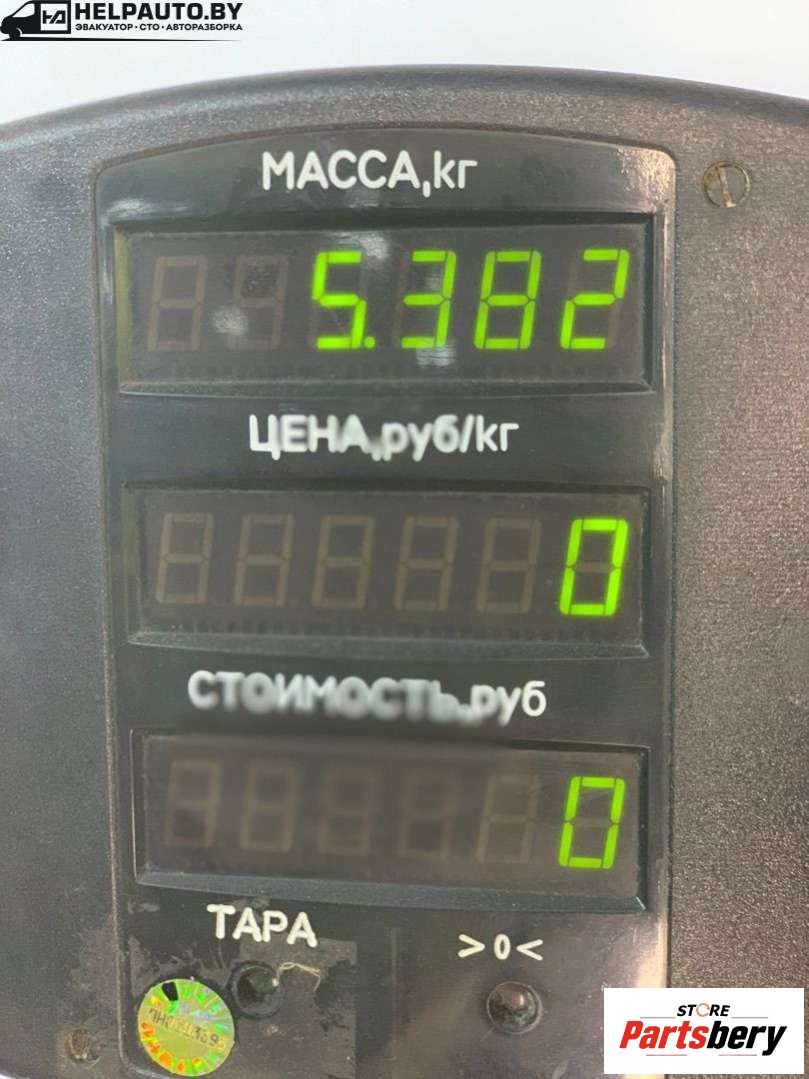 HELPAUTO.BY
ЭВАКУАТОР • СТО • АВТОРАЗБОРКА
МАССА,кг
5.382
ЦЕНА,руб/кг
0
СТОИМОСТЬ,руб
0
ТАРА
>0<
STORE
Partsbery